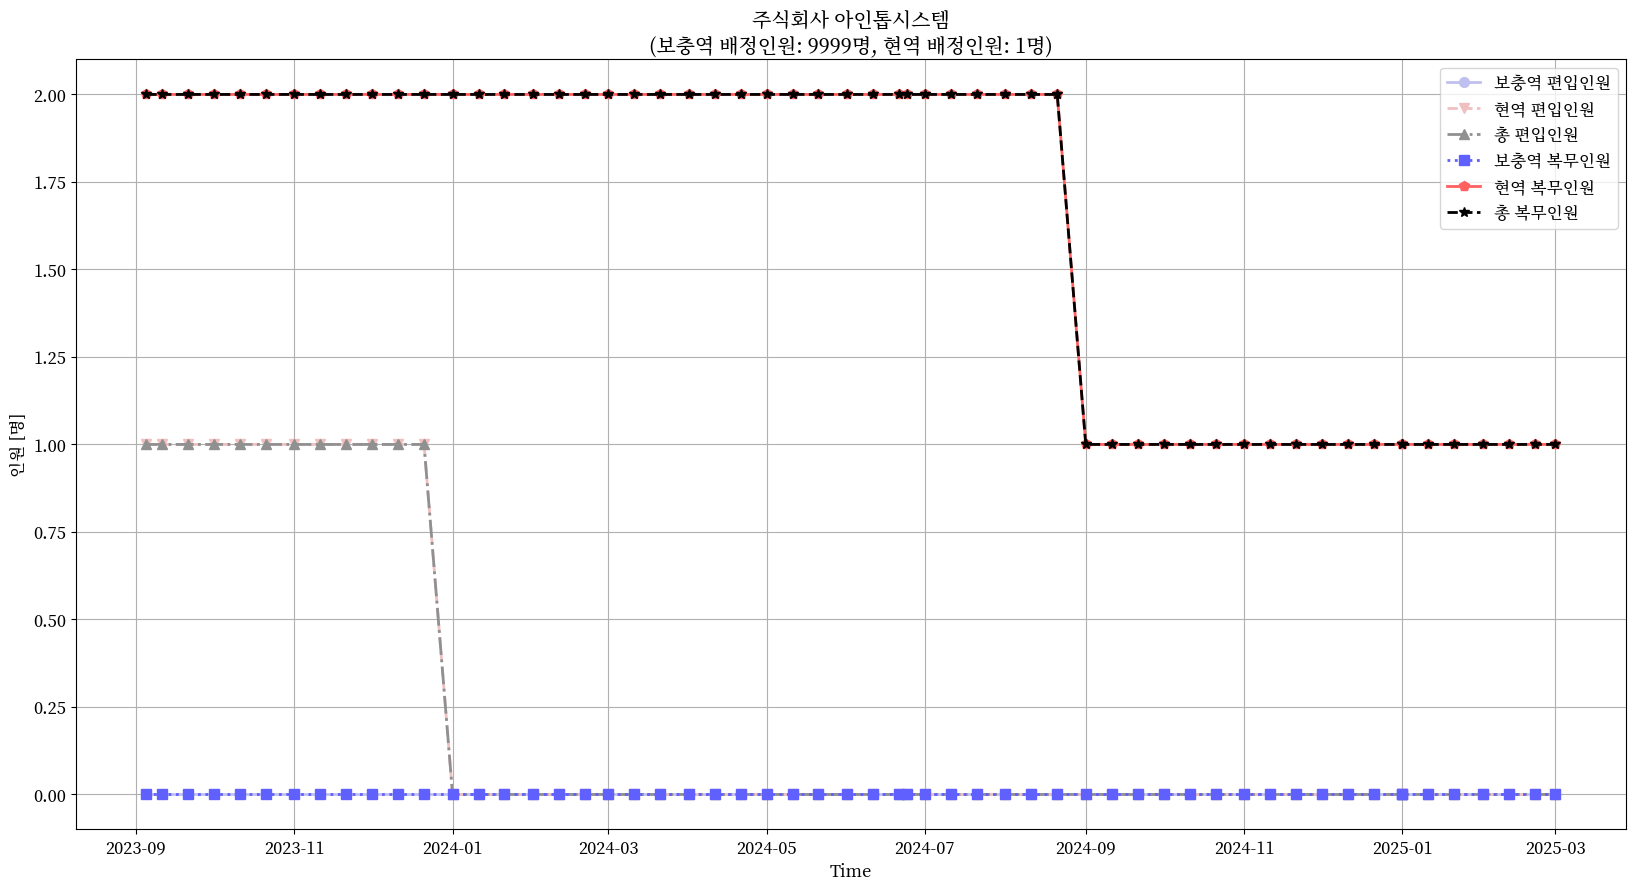 주식회사 아인톱시스템
(보충역 배정인원: 9999명, 현역 배정인원: 1명)
보충역 편입인원
현역 편입인원
총 편입인원
보충역 복무인원
현역 복무인원
총 복무인원
2.00
1.75
1.50
1.25
1.00
0.75
0.50
0.25
0.00
인원 [명]
2023-09
2023-11
2024-01
2024-03
2024-05
2024-07
2024-09
2024-11
2025-01
2025-03
Time